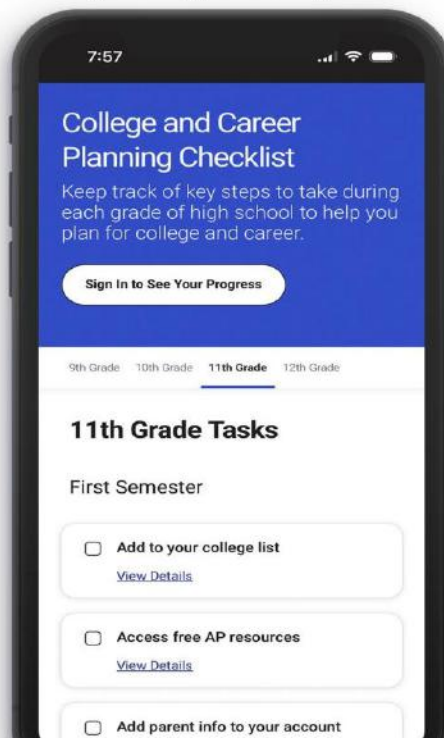 7:57
College and Career
Planning Checklist
Keep track of key steps to take during
each grade of high school to help you
plan for college and career.
Sign In to See Your Progress
9th Grade 10th Grade 11th Grade 12th Grade
11th Grade Tasks
First Semester
Add to your college list
View Details
Access free AP resources
View Details
Add parent info to your account